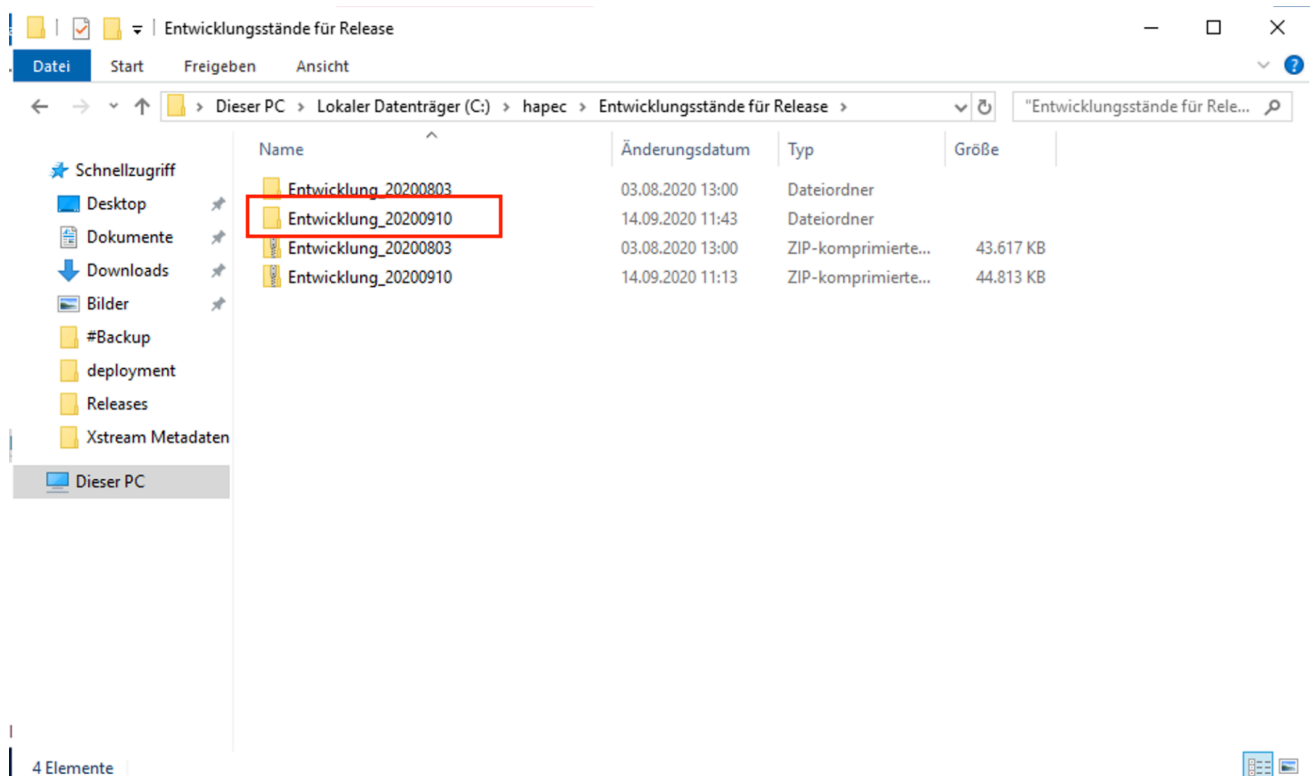 Entwicklungsstände für Release
Datei Start Freigeben Ansicht
Dieser PC > Lokaler Datenträger (C:) > hapec > Entwicklungsstände für Release > "Entwicklungsstände für Rele...
Name Änderungsdatum Typ Größe
Schnellzugriff
Desktop
Dokumente
Downloads
Bilder
#Backup
deployment
Releases
Xstream Metadaten
Dieser PC
Entwicklung_20200803 03.08.2020 13:00 Dateiordner
Entwicklung_20200910 14.09.2020 11:43 Dateiordner
Entwicklung_20200803 03.08.2020 13:00 ZIP-komprimierte... 43.617 KB
Entwicklung_20200910 14.09.2020 11:13 ZIP-komprimierte... 44.813 KB
4 Elemente